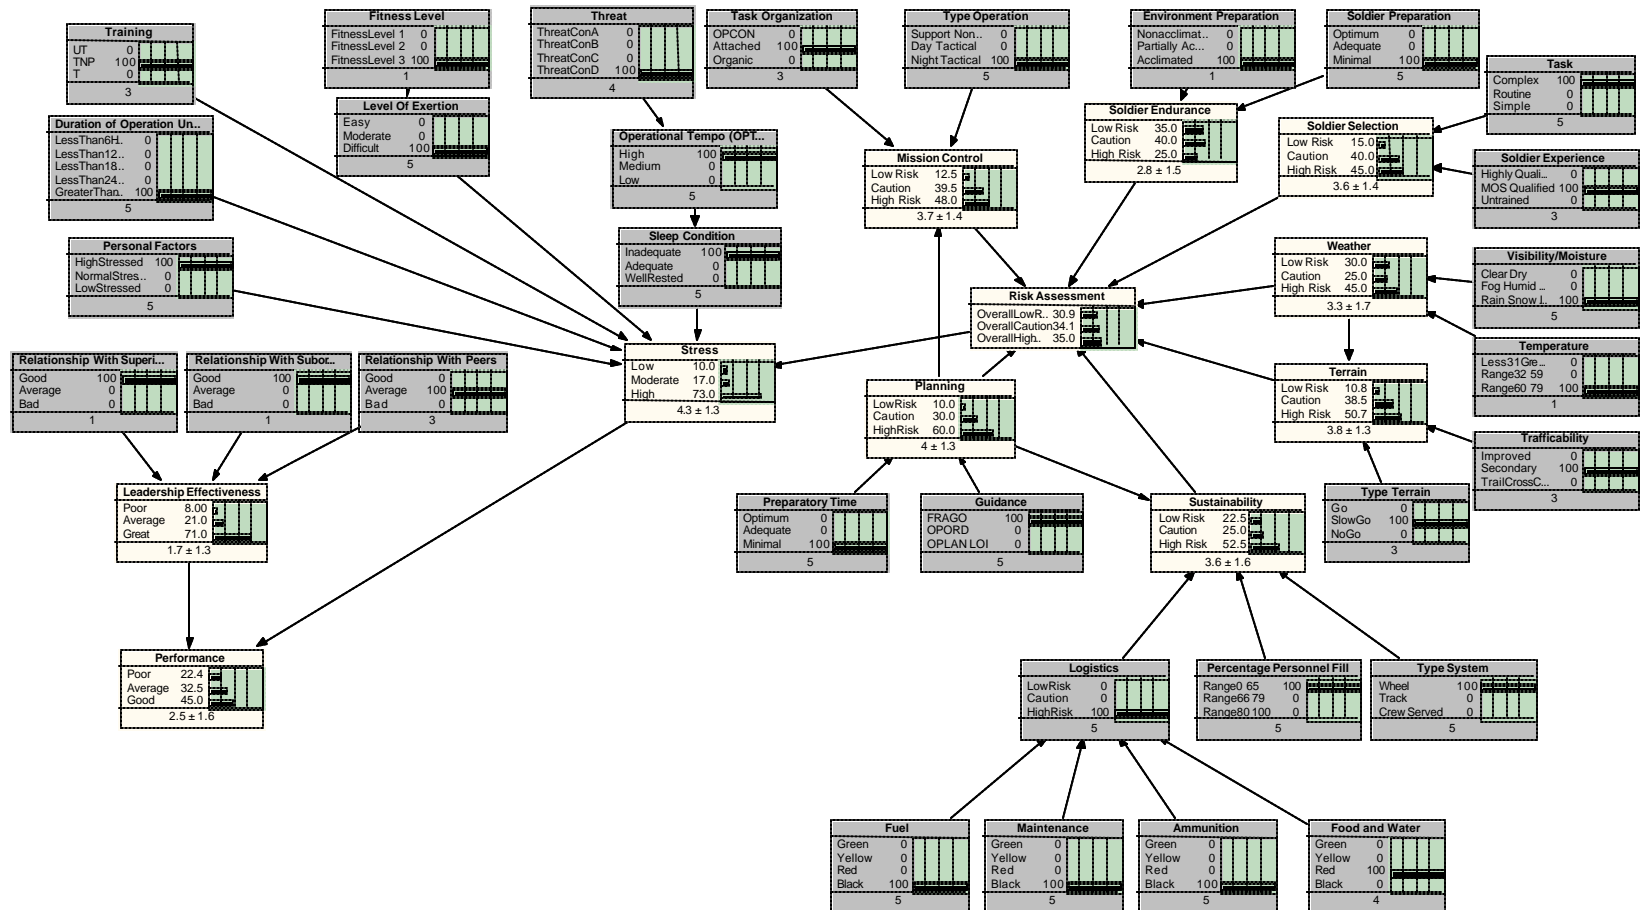 Training
UT 0
TNP 100
T 0
3
Fitness Level
FitnessLevel 1 0
FitnessLevel 2 0
FitnessLevel 3 100
1
Threat
ThreatConA 0
ThreatConB 0
ThreatConC 0
ThreatConD 100
4
Task Organization
OPCON 0
Attached 100
Organic 0
3
Type Operation
Support Non... 0
Day Tactical 0
Night Tactical 100
5
Environment Preparation
Nonacclimat... 0
Partially Ac... 0
Acclimated 100
1
Soldier Preparation
Optimum 0
Adequate 0
Minimal 100
5
Task
Complex 100
Routine 0
Simple 0
5
Duration of Operation Un...
LessThan6H.. 0
LessThan12... 0
LessThan18... 0
LessThan24... 0
GreaterThan... 100
5
Level Of Exertion
Easy 0
Moderate 0
Difficult 100
5
Operational Tempo (OPT...
High 100
Medium 0
Low 0
5
Mission Control
Low Risk 12.5
Caution 39.5
High Risk 48.0
3.7 ± 1.4
Soldier Endurance
Low Risk 35.0
Caution 40.0
High Risk 25.0
2.8 ± 1.5
Soldier Selection
Low Risk 15.0
Caution 40.0
High Risk 45.0
3.6 ± 1.4
Soldier Experience
Highly Quali... 0
MOS Qualified 100
Untrained 0
3
Personal Factors
HighStressed 100
NormalStres... 0
LowStressed 0
5
Sleep Condition
Inadequate 100
Adequate 0
WellRested 0
5
Weather
Low Risk 30.0
Caution 25.0
High Risk 45.0
3.3 ± 1.7
Visibility/Moisture
Clear Dry 0
Fog Humid ... 0
Rain Snow I... 100
5
Risk Assessment
OverallLowR.. 30.9
OverallCaution 34.1
OverallHigh.. 35.0
Relationship With Superi...
Good 100
Average 0
Bad 0
1
Relationship With Subor...
Good 100
Average 0
Bad 0
1
Relationship With Peers
Good 0
Average 100
Bad 0
3
Stress
Low 10.0
Moderate 17.0
High 73.0
4.3 ± 1.3
Planning
LowRisk 10.0
Caution 30.0
HighRisk 60.0
4 ± 1.3
Terrain
Low Risk 10.8
Caution 38.5
High Risk 50.7
3.8 ± 1.3
Temperature
Less31Gre... 0
Range32 59 0
Range60 79 100
1
Trafficability
Improved 0
Secondary 100
TrailCrossC... 0
3
Leadership Effectiveness
Poor 8.00
Average 21.0
Great 71.0
1.7 ± 1.3
Preparatory Time
Optimum 0
Adequate 0
Minimal 100
5
Guidance
FRAGO 100
OPORD 0
OPLAN LOI 0
5
Sustainability
Low Risk 22.5
Caution 25.0
High Risk 52.5
3.6 ± 1.6
Type Terrain
Go 0
SlowGo 100
NoGo 0
3
Performance
Poor 22.4
Average 32.5
Good 45.0
2.5 ± 1.6
Logistics
LowRisk 0
Caution 0
HighRisk 100
5
Percentage Personnel Fill
Range0 65 100
Range66 79 0
Range80 100 0
5
Type System
Wheel 100
Track 0
Crew Served 0
5
Fuel
Green 0
Yellow 0
Red 0
Black 100
5
Maintenance
Green 0
Yellow 0
Red 0
Black 100
5
Ammunition
Green 0
Yellow 0
Red 0
Black 100
5
Food and Water
Green 0
Yellow 0
Red 100
Black 0
4